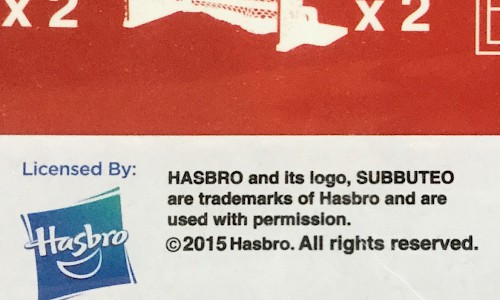 x 2
x 2
Licensed By:
Hasbro
HASBRO and its logo, SUBBUTEO
are trademarks of Hasbro and are
used with permission.
©2015 Hasbro. All rights reserved.